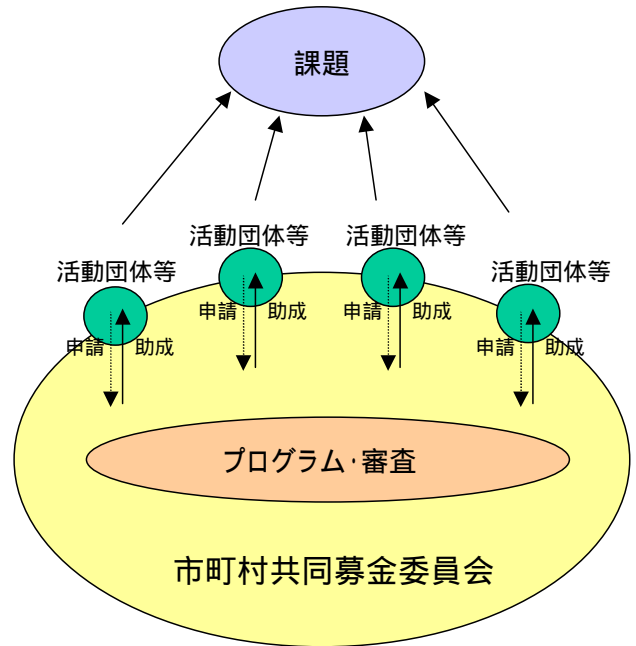 課題
活動団体等
活動団体等
活動団体等
活動団体等
申請
助成
申請
助成
申請
助成
申請
助成
プログラム・審査
市町村共同募金委員会